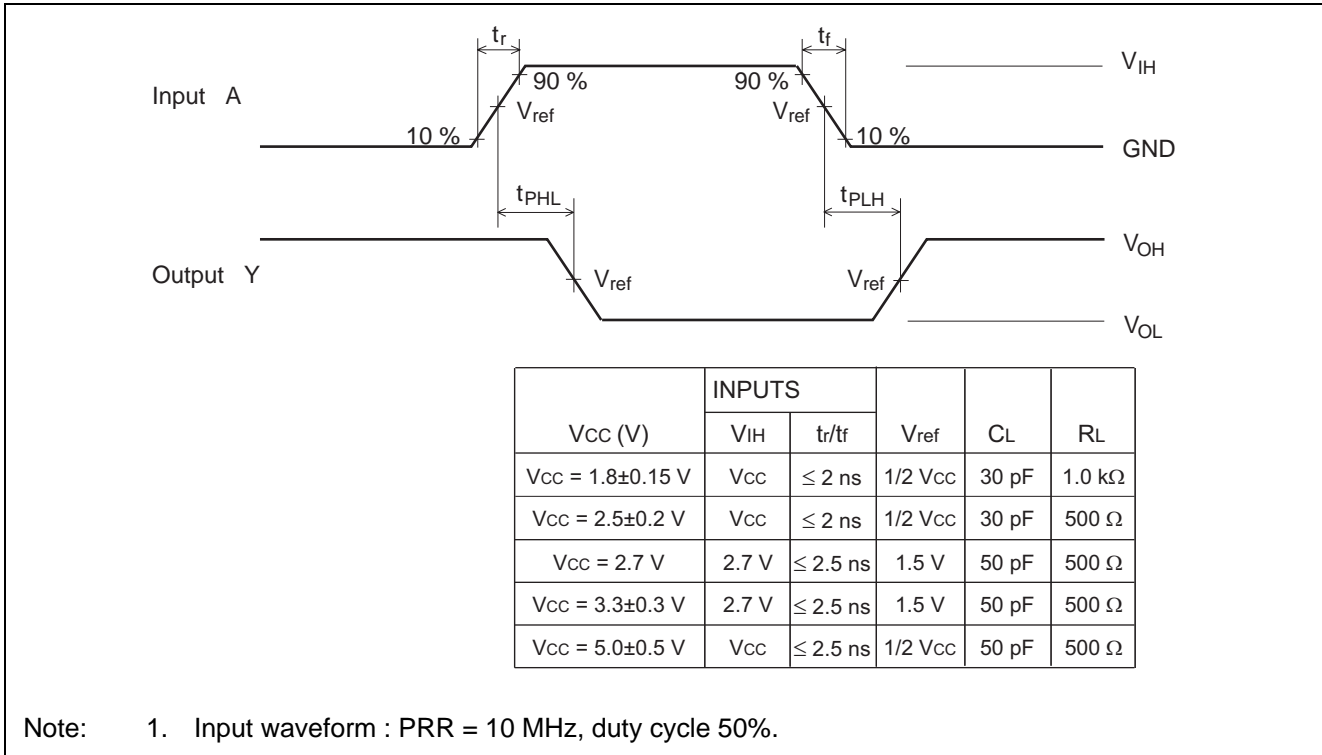 tr tf
VIH
90 % 90 %
Input A
Vref Vref
10 % 10 %
GND
tPHL tPLH
VOH
Output Y
Vref Vref
VOL
INPUTS
VCC (V) VIH tr/tf Vref CL RL
VCC = 1.8±0.15 V VCC ≤ 2 ns 1/2 VCC 30 pF 1.0 kΩ
VCC = 2.5±0.2 V VCC ≤ 2 ns 1/2 VCC 30 pF 500 Ω
VCC = 2.7 V 2.7 V ≤ 2.5 ns 1.5 V 50 pF 500 Ω
VCC = 3.3±0.3 V 2.7 V ≤ 2.5 ns 1.5 V 50 pF 500 Ω
VCC = 5.0±0.5 V VCC ≤ 2.5 ns 1/2 VCC 50 pF 500 Ω
Note: 1. Input waveform : PRR = 10 MHz, duty cycle 50%.